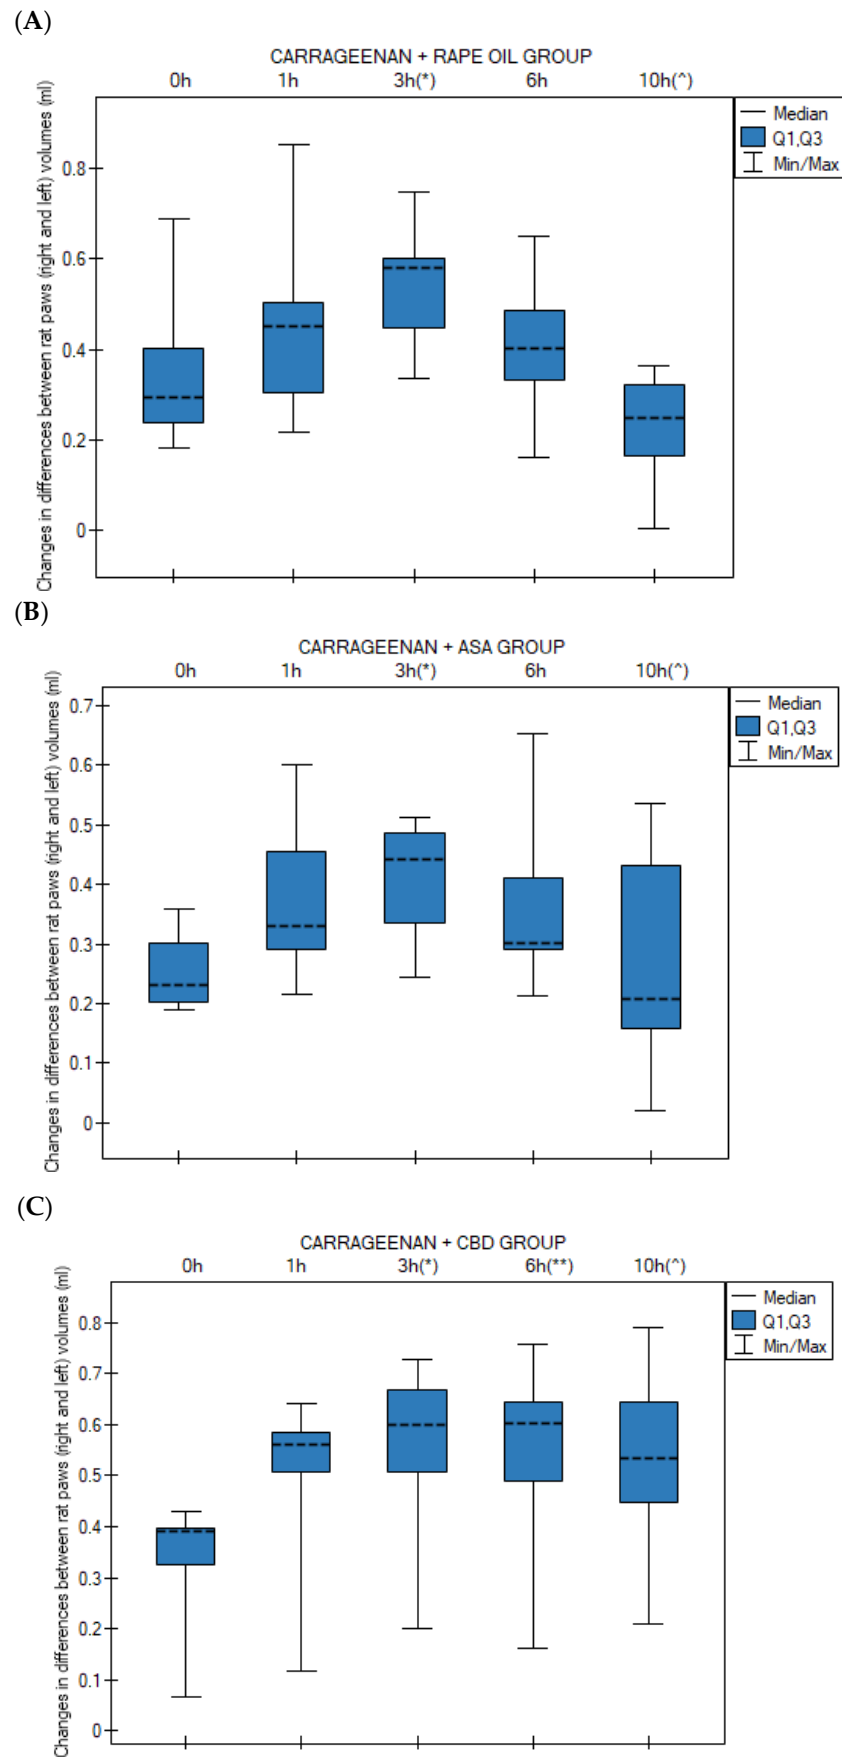 (A)
CARRAGEENAN + RAPE OIL GROUP
0h 1h 3h(*) 6h 10h(^)
Changes in differences between rat paws (right and left) volumes (ml)
0.8
0.6
0.4
0.2
0
Median
Q1,Q3
Min/Max
(B)
CARRAGEENAN + ASA GROUP
0h 1h 3h(*) 6h 10h(^)
Changes in differences between rat paws (right and left) volumes (ml)
0.7
0.6
0.5
0.4
0.3
0.2
0.1
0
Median
Q1,Q3
Min/Max
(C)
CARRAGEENAN + CBD GROUP
0h 1h 3h(*) 6h(**) 10h(^)
Changes in differences between rat paws (right and left) volumes (ml)
0.8
0.7
0.6
0.5
0.4
0.3
0.2
0.1
0
Median
Q1,Q3
Min/Max